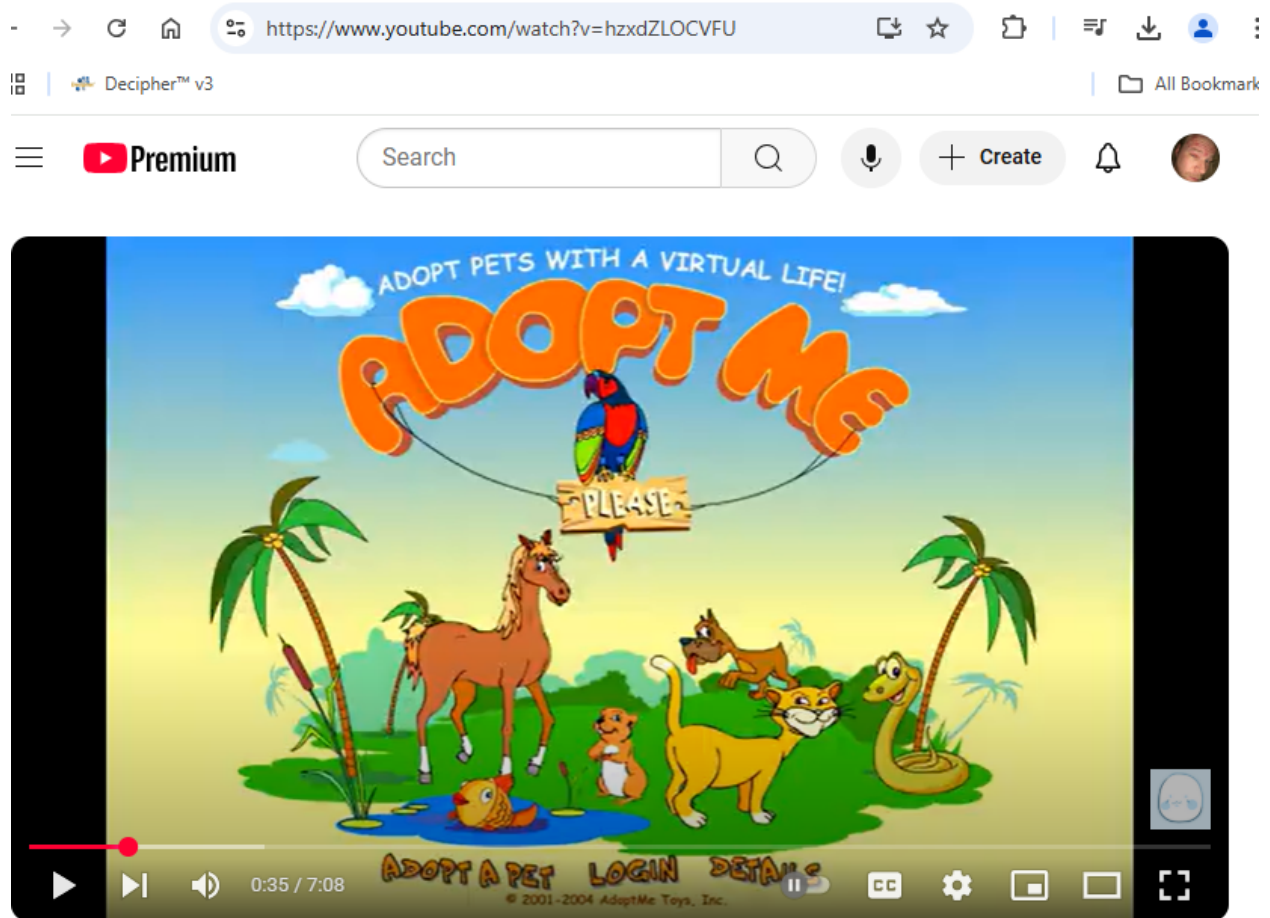 https://www.youtube.com/watch?v=hzxdZLOCVFU
Decipher™ v3
All Bookmark
Premium
Search
Create
ADOPT PETS WITH A VIRTUAL LIFE!
ADOPT ME
PLEASE
ADOPT A PET LOGIN DETAILS
© 2001-2004 AdoptMe Toys, Inc.
0:35 / 7:08
CC